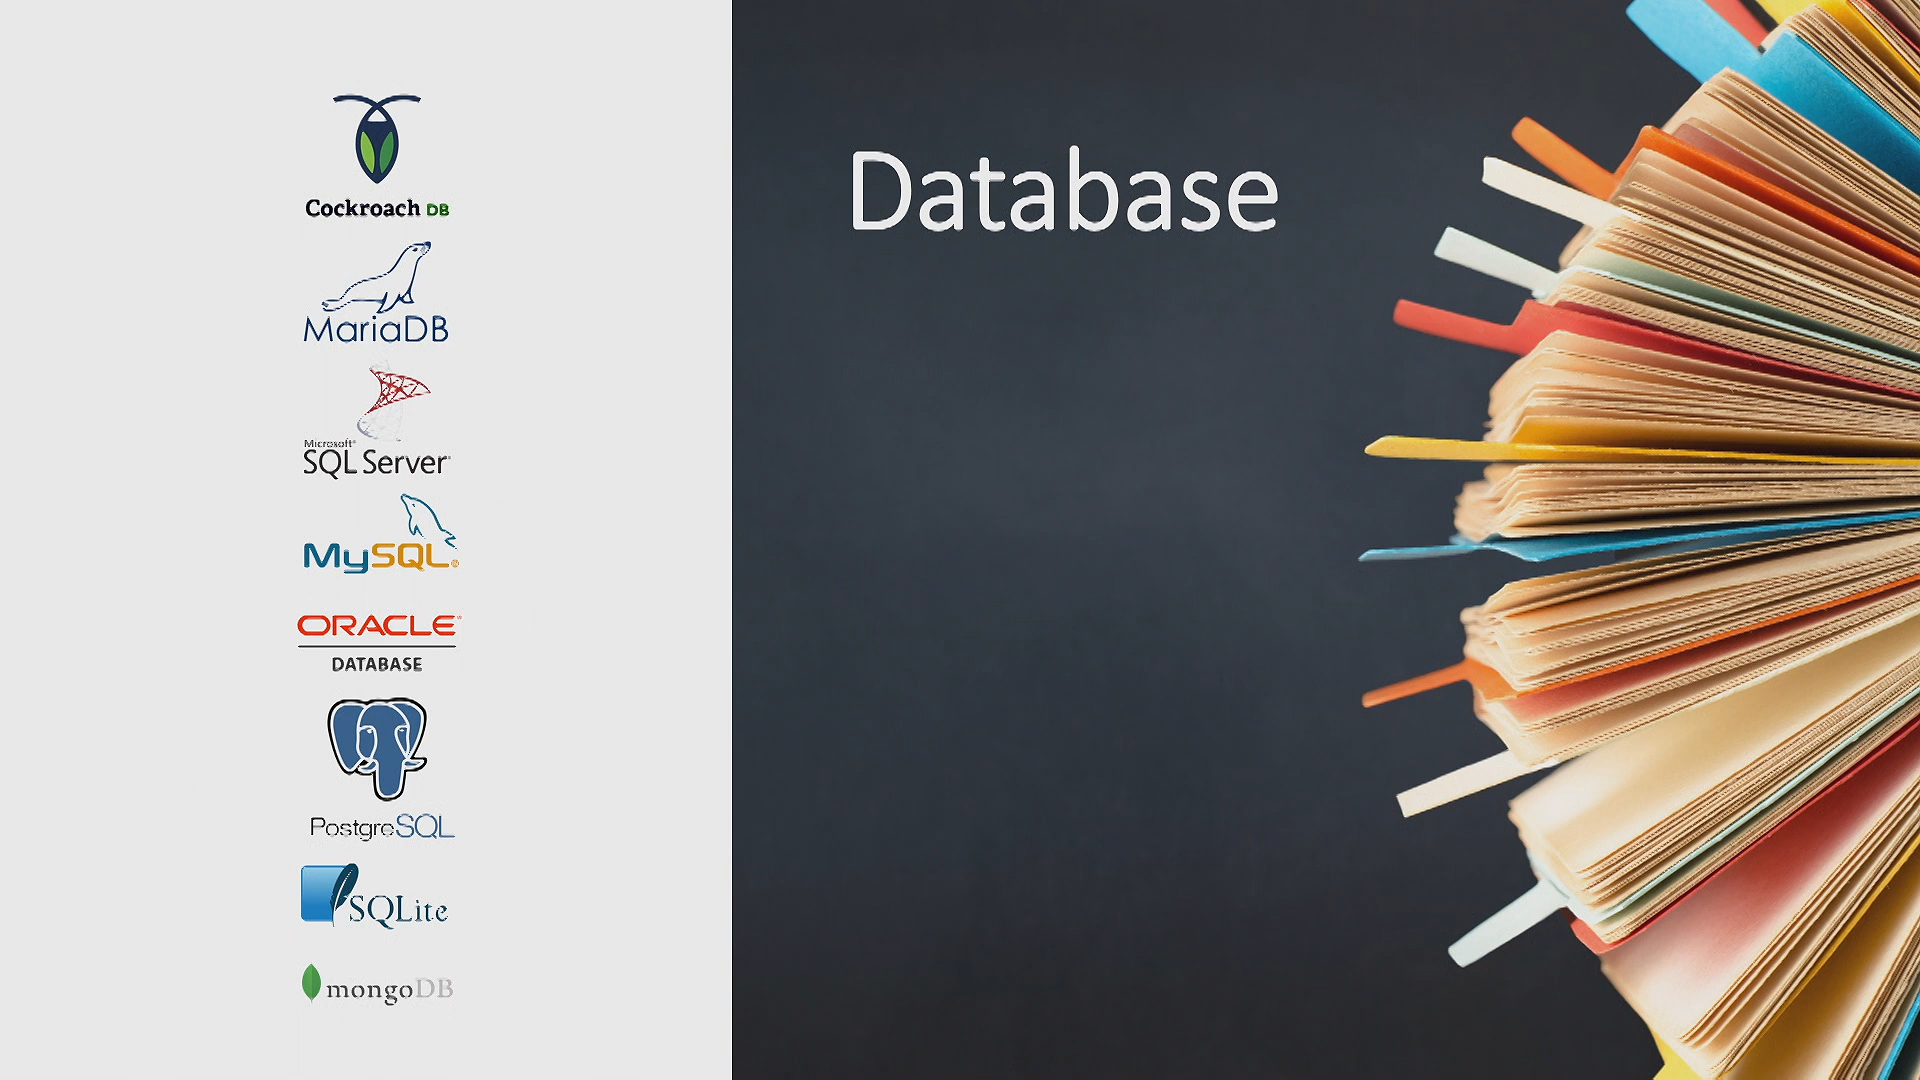 Cockroach DB
MariaDB
Microsoft®
SQL Server®
MySQL®
ORACLE®
DATABASE
PostgreSQL
SQLite
mongoDB
Database